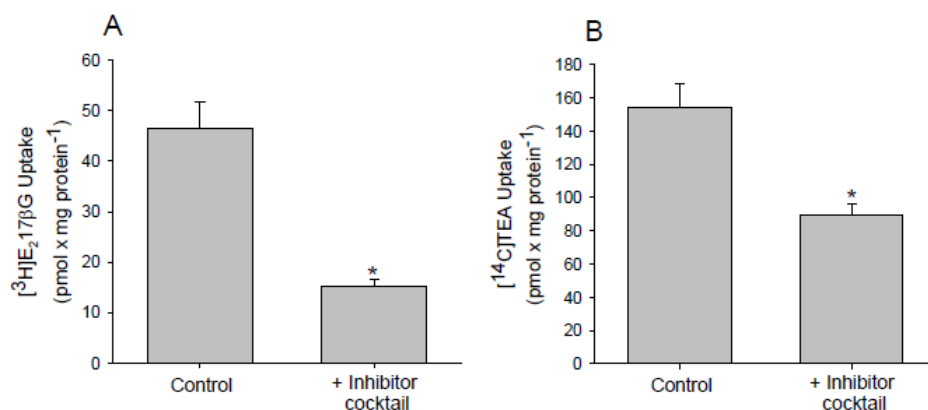 A
[³H]E₂17βG Uptake
(pmol x mg protein⁻¹)
60
50
40
30
20
10
0
*
Control
+ Inhibitor
cocktail
B
[¹⁴C]TEA Uptake
(pmol x mg protein⁻¹)
180
160
140
120
100
80
60
40
20
0
*
Control
+ Inhibitor
cocktail